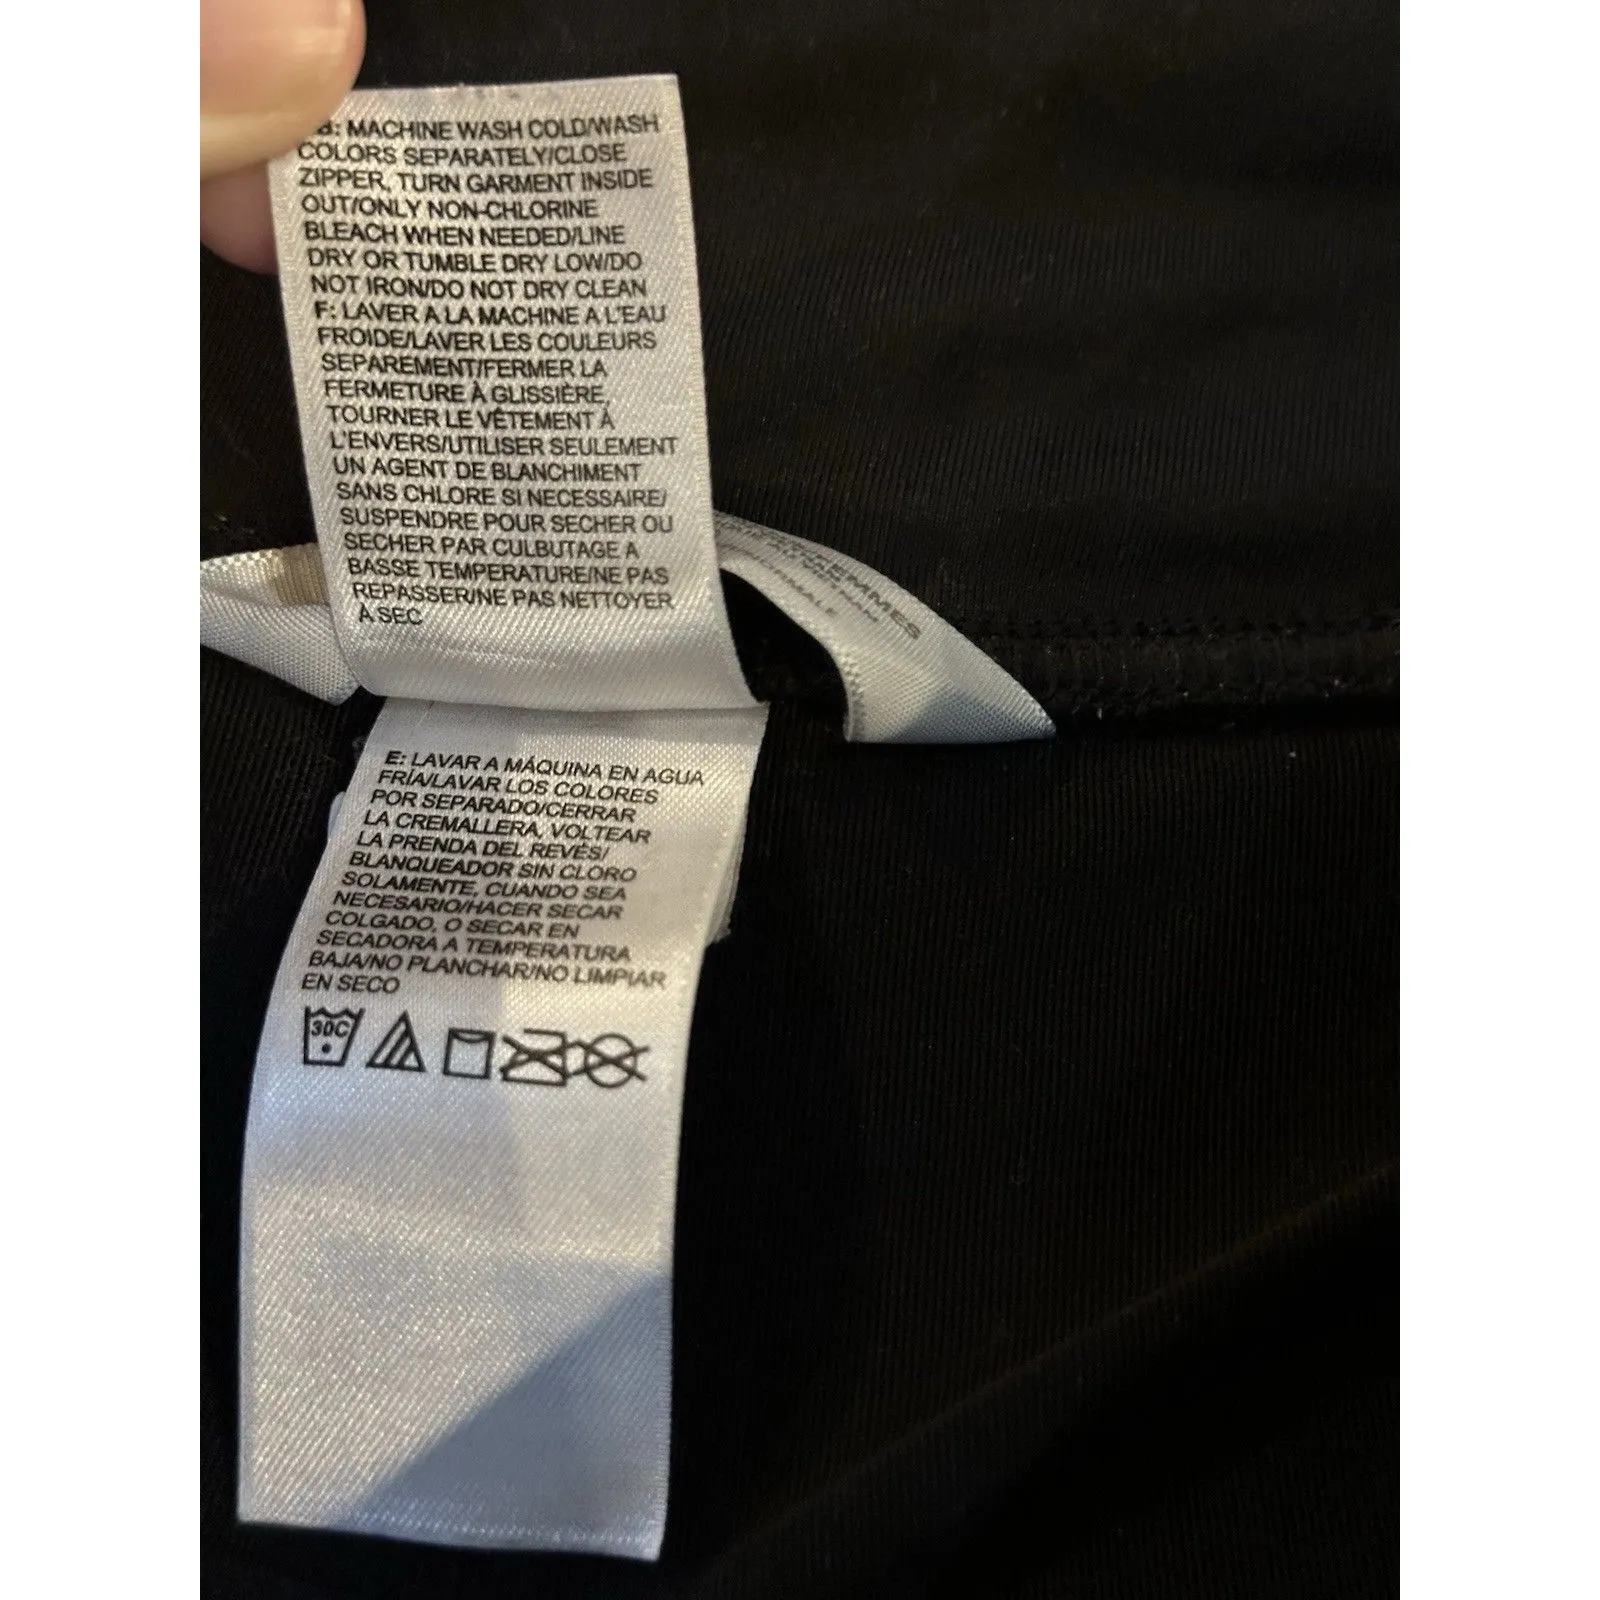 B: MACHINE WASH COLD/WASH
COLORS SEPARATELY/CLOSE
ZIPPER, TURN GARMENT INSIDE
OUT/ONLY NON-CHLORINE
BLEACH WHEN NEEDED/LINE
DRY OR TUMBLE DRY LOW/DO
NOT IRON/DO NOT DRY CLEAN
F: LAVER A LA MACHINE A L'EAU
FROIDE/LAVER LES COULEURS
SEPAREMENT/FERMER LA
FERMETURE À GLISSIÈRE,
TOURNER LE VÊTEMENT À
L'ENVERS/UTILISER SEULEMENT
UN AGENT DE BLANCHIMENT
SANS CHLORE SI NECESSAIRE/
SUSPENDRE POUR SECHER OU
SECHER PAR CULBUTAGE A
BASSE TEMPERATURE/NE PAS
REPASSER/NE PAS NETTOYER
À SEC
E: LAVAR A MÁQUINA EN AGUA
FRÍA/LAVAR LOS COLORES
POR SEPARADO/CERRAR
LA CREMALLERA, VOLTEAR
LA PRENDA DEL REVÉS/
BLANQUEADOR SIN CLORO
SOLAMENTE, CUANDO SEA
NECESARIO/HACER SECAR
COLGADO, O SECAR EN
SECADORA A TEMPERATURA
BAJA/NO PLANCHAR/NO LIMPIAR
EN SECO
30C